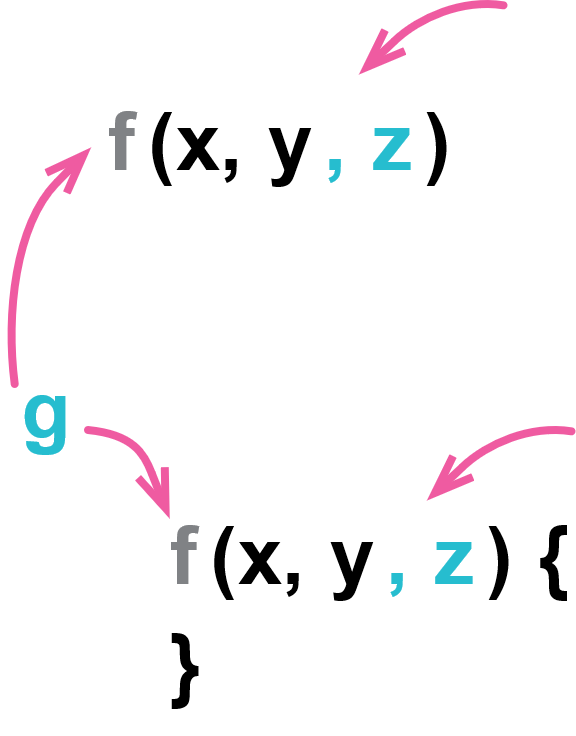 f(x, y, z)
g
f(x, y, z) {
}